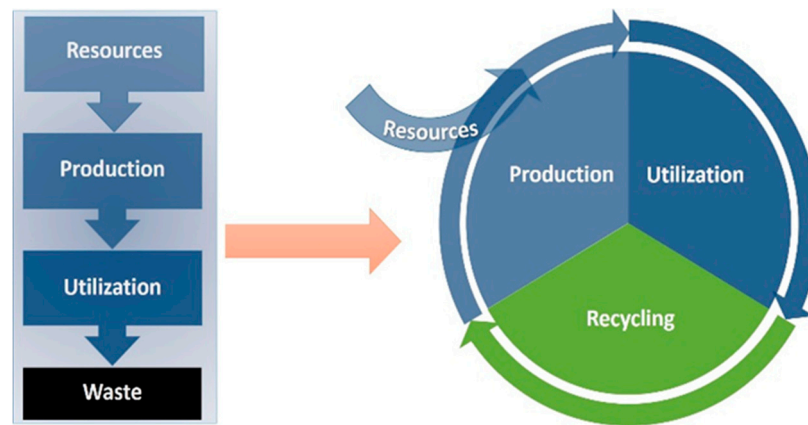 Resources
Production
Utilization
Waste
Resources
Production
Utilization
Recycling